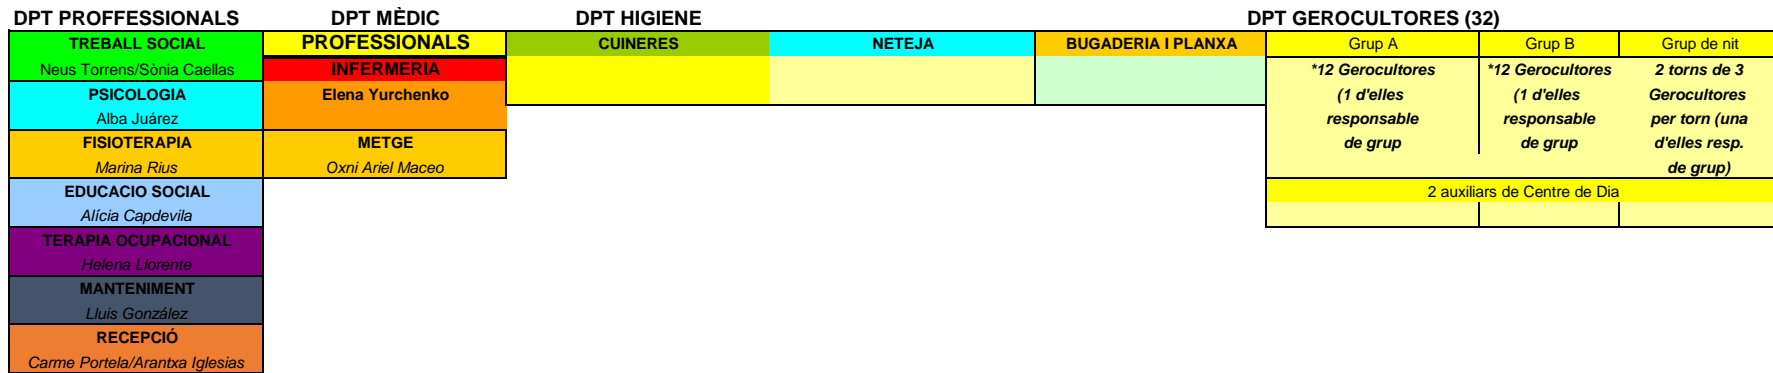 DPT PROFFESSIONALS DPT MÈDIC DPT HIGIENE DPT GEROCULTORES (32)
TREBALL SOCIAL PROFESSIONALS CUINERES NETEJA BUGADERIA I PLANXA Grup A Grup B Grup de nit
Neus Torrens/Sònia Caellas INFERMERIA *12 Gerocultores *12 Gerocultores 2 torns de 3
PSICOLOGIA Elena Yurchenko (1 d'elles (1 d'elles Gerocultores
Alba Juárez responsable responsable per torn (una
FISIOTERAPIA METGE de grup de grup d'elles resp.
Marina Rius Oxni Ariel Maceo de grup)
EDUCACIO SOCIAL 2 auxiliars de Centre de Dia
Alícia Capdevila
TERAPIA OCUPACIONAL
Helena Llorente
MANTENIMENT
Lluis González
RECEPCIÓ
Carme Portela/Arantxa Iglesias